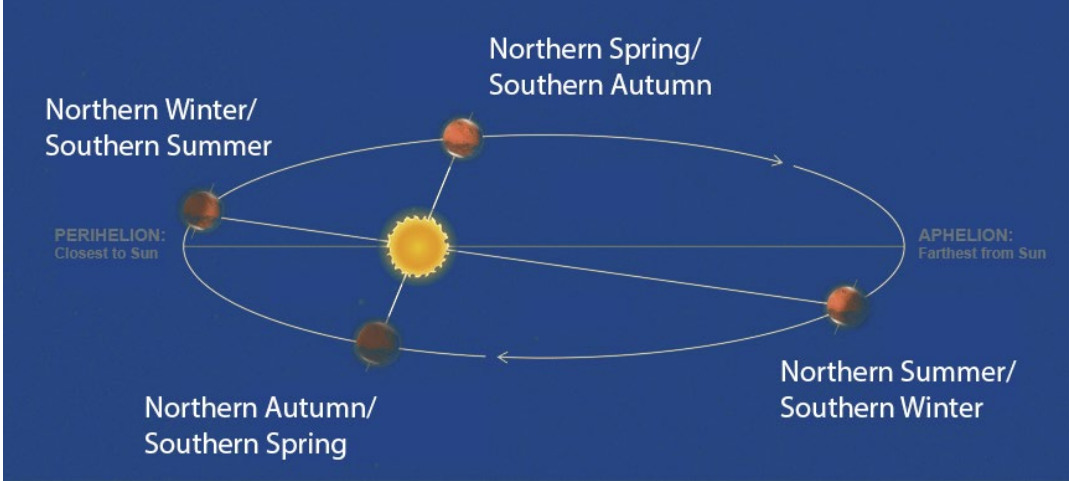 Northern Spring/
Southern Autumn
Northern Winter/
Southern Summer
PERIHELION:
Closest to Sun
APHELION:
Farthest from Sun
Northern Summer/
Southern Winter
Northern Autumn/
Southern Spring